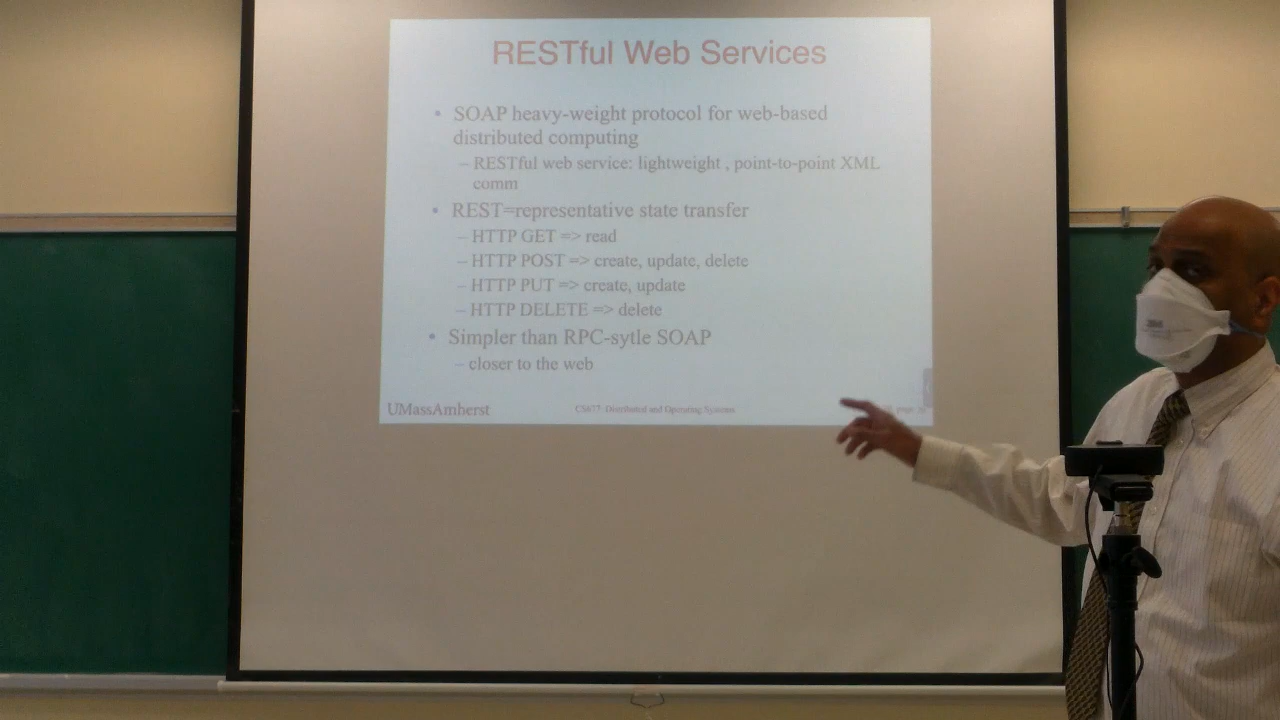 RESTful Web Services
• SOAP heavy-weight protocol for web-based
distributed computing
– RESTful web service: lightweight , point-to-point XML
comm
• REST=representative state transfer
– HTTP GET => read
– HTTP POST => create, update, delete
– HTTP PUT => create, update
– HTTP DELETE => delete
• Simpler than RPC-sytle SOAP
– closer to the web
UMassAmherst
CS677: Distributed and Operating Systems
page
3M